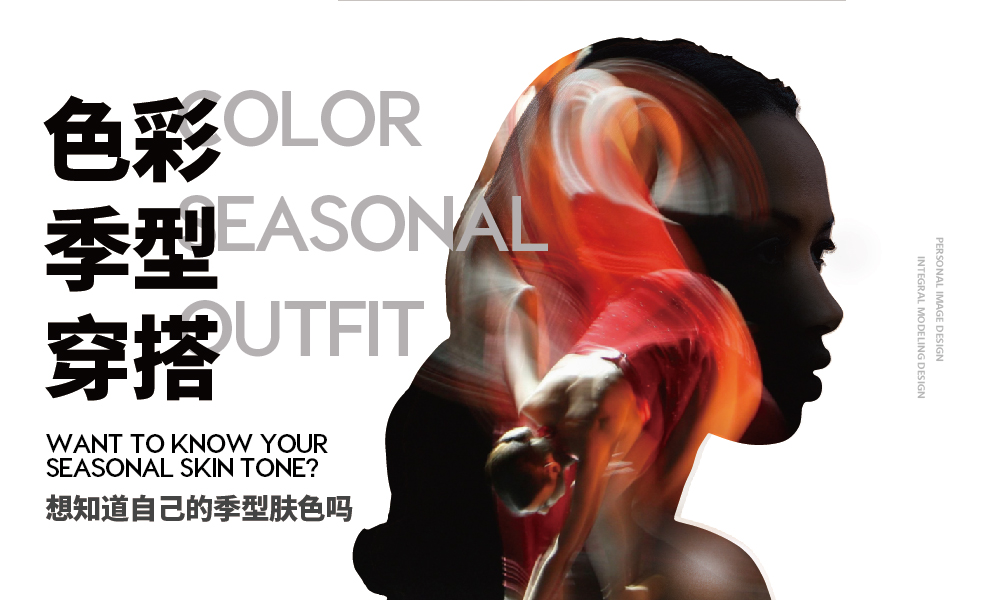 色彩
COLOR
季型
SEASONAL
穿搭
OUTFIT
WANT TO KNOW YOUR
SEASONAL SKIN TONE?
想知道自己的季型肤色吗
PERSONAL IMAGE DESIGN
INTEGRAL MODELING DESIGN